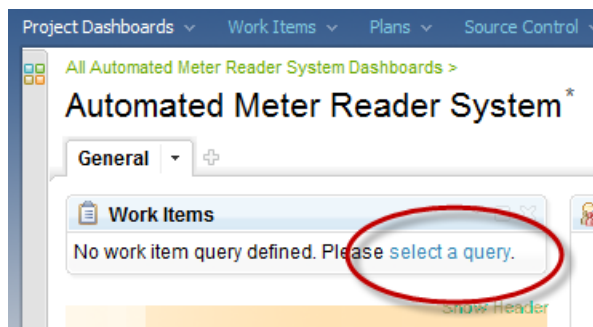 Project Dashboards Work Items Plans Source Control
All Automated Meter Reader System Dashboards >
Automated Meter Reader System*
General
Work Items
No work item query defined. Please select a query.
Show Header